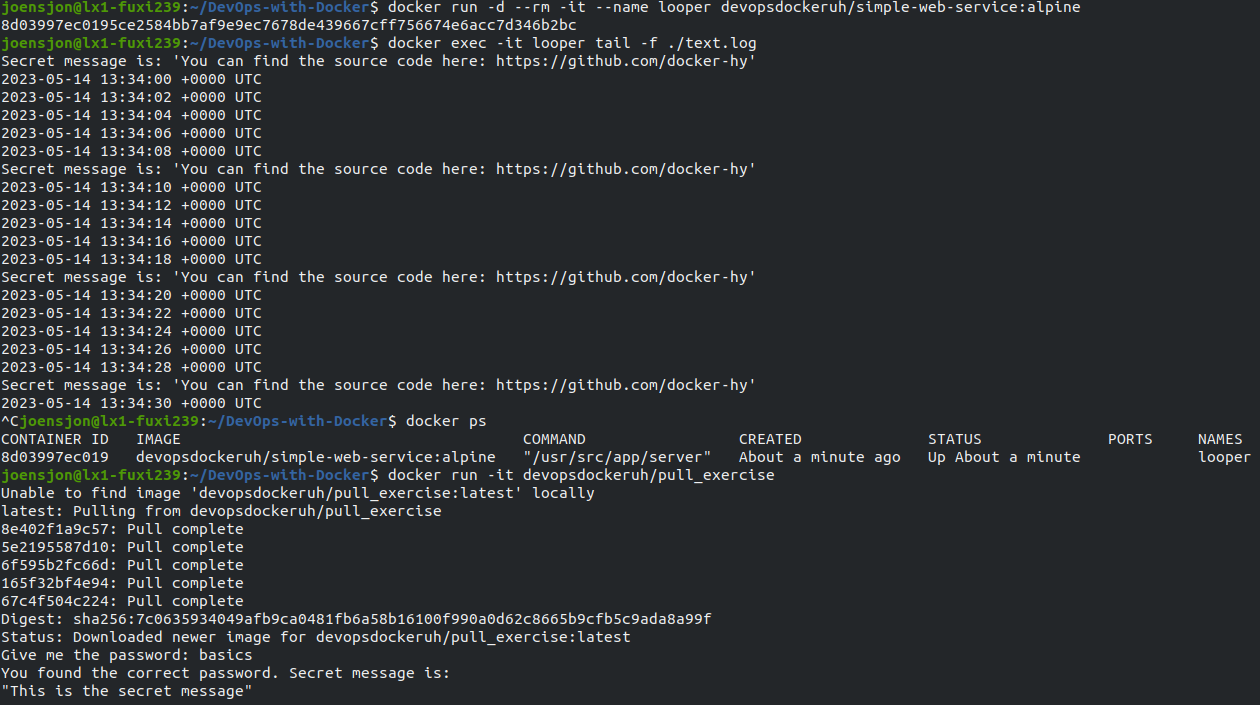 joensjon@lx1-fuxi239:~/DevOps-with-Docker$ docker run -d --rm -it --name looper devopsdockeruh/simple-web-service:alpine
8d03997ec0195ce2584bb7af9e9ec7678de439667cff756674e6acc7d346b2bc
joensjon@lx1-fuxi239:~/DevOps-with-Docker$ docker exec -it looper tail -f ./text.log
Secret message is: 'You can find the source code here: https://github.com/docker-hy'
2023-05-14 13:34:00 +0000 UTC
2023-05-14 13:34:02 +0000 UTC
2023-05-14 13:34:04 +0000 UTC
2023-05-14 13:34:06 +0000 UTC
2023-05-14 13:34:08 +0000 UTC
Secret message is: 'You can find the source code here: https://github.com/docker-hy'
2023-05-14 13:34:10 +0000 UTC
2023-05-14 13:34:12 +0000 UTC
2023-05-14 13:34:14 +0000 UTC
2023-05-14 13:34:16 +0000 UTC
2023-05-14 13:34:18 +0000 UTC
Secret message is: 'You can find the source code here: https://github.com/docker-hy'
2023-05-14 13:34:20 +0000 UTC
2023-05-14 13:34:22 +0000 UTC
2023-05-14 13:34:24 +0000 UTC
2023-05-14 13:34:26 +0000 UTC
2023-05-14 13:34:28 +0000 UTC
Secret message is: 'You can find the source code here: https://github.com/docker-hy'
2023-05-14 13:34:30 +0000 UTC
^Cjoensjon@lx1-fuxi239:~/DevOps-with-Docker$ docker ps
CONTAINER ID   IMAGE                                      COMMAND                 CREATED              STATUS              PORTS     NAMES
8d03997ec019   devopsdockeruh/simple-web-service:alpine   "/usr/src/app/server"   About a minute ago   Up About a minute             looper
joensjon@lx1-fuxi239:~/DevOps-with-Docker$ docker run -it devopsdockeruh/pull_exercise
Unable to find image 'devopsdockeruh/pull_exercise:latest' locally
latest: Pulling from devopsdockeruh/pull_exercise
8e402f1a9c57: Pull complete
5e2195587d10: Pull complete
6f595b2fc66d: Pull complete
165f32bf4e94: Pull complete
67c4f504c224: Pull complete
Digest: sha256:7c0635934049afb9ca0481fb6a58b16100f990a0d62c8665b9cfb5c9ada8a99f
Status: Downloaded newer image for devopsdockeruh/pull_exercise:latest
Give me the password: basics
You found the correct password. Secret message is:
"This is the secret message"